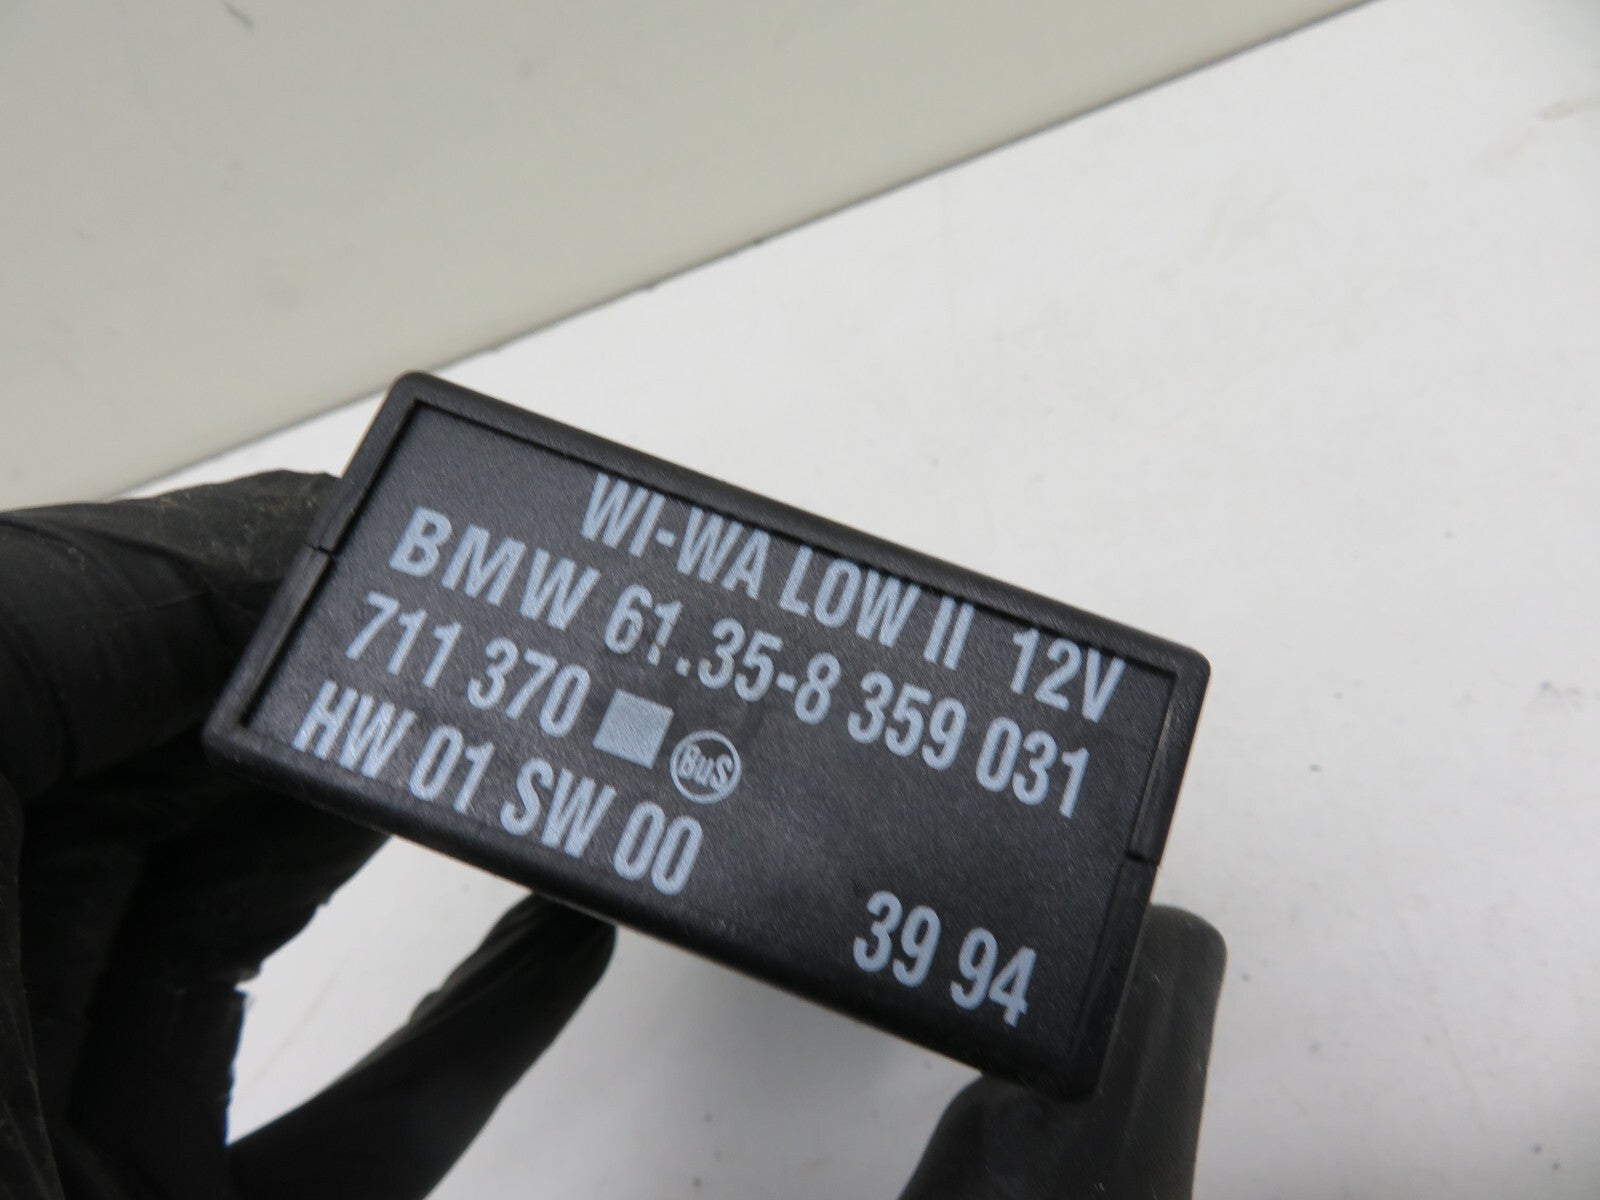 WI-WA LOW II 12V
BMW 61.35-8 359 031
711 370 BuS
HW 01 SW 00
39 94